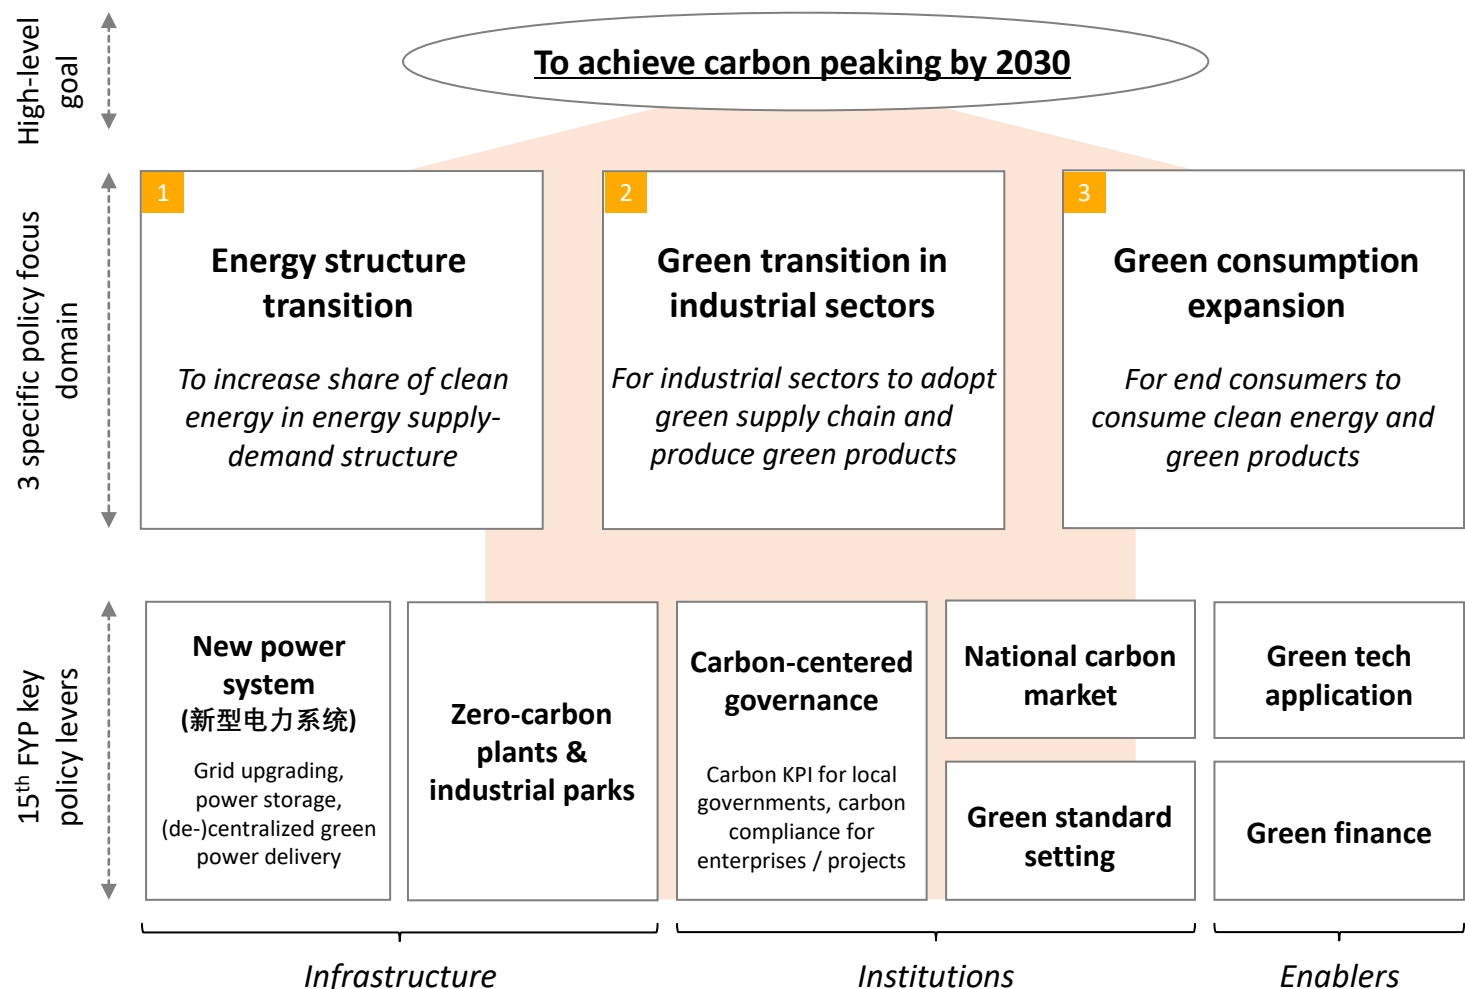 High-level
goal
To achieve carbon peaking by 2030
3 specific policy focus
domain
1
Energy structure
transition
To increase share of clean
energy in energy supply-
demand structure
2
Green transition in
industrial sectors
For industrial sectors to adopt
green supply chain and
produce green products
3
Green consumption
expansion
For end consumers to
consume clean energy and
green products
15th FYP key
policy levers
New power
system
(新型电力系统)
Grid upgrading,
power storage,
(de-)centralized green
power delivery
Zero-carbon
plants &
industrial parks
Carbon-centered
governance
Carbon KPI for local
governments, carbon
compliance for
enterprises / projects
National carbon
market
Green standard
setting
Green tech
application
Green finance
Infrastructure
Institutions
Enablers